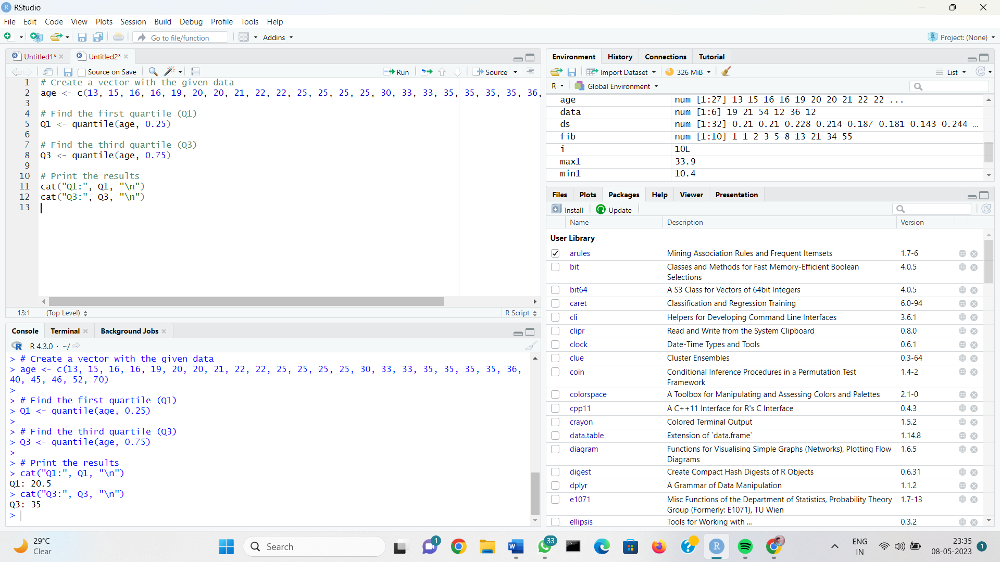 RStudio
File Edit Code View Plots Session Build Debug Profile Tools Help
Go to file/function Addins Project: (None)
Untitled1* Untitled2*
Source on Save Run Source
1 # Create a vector with the given data
2 age <- c(13, 15, 16, 16, 19, 20, 20, 21, 22, 22, 25, 25, 25, 25, 30, 33, 33, 35, 35, 35, 35, 36,
3
4 # Find the first quartile (Q1)
5 Q1 <- quantile(age, 0.25)
6
7 # Find the third quartile (Q3)
8 Q3 <- quantile(age, 0.75)
9
10 # Print the results
11 cat("Q1:", Q1, "\n")
12 cat("Q3:", Q3, "\n")
13
13:1 (Top Level) R Script
Console Terminal Background Jobs
R 4.3.0 · ~/
> # Create a vector with the given data
> age <- c(13, 15, 16, 16, 19, 20, 20, 21, 22, 22, 25, 25, 25, 25, 30, 33, 33, 35, 35, 35, 35, 36,
40, 45, 46, 52, 70)
>
> # Find the first quartile (Q1)
> Q1 <- quantile(age, 0.25)
>
> # Find the third quartile (Q3)
> Q3 <- quantile(age, 0.75)
>
> # Print the results
> cat("Q1:", Q1, "\n")
Q1: 20.5
> cat("Q3:", Q3, "\n")
Q3: 35
>
Environment History Connections Tutorial
Import Dataset 326 MiB List
R Global Environment
age num [1:27] 13 15 16 16 19 20 20 21 22 22 ...
data num [1:6] 19 21 54 12 36 12
ds num [1:32] 0.21 0.21 0.228 0.214 0.187 0.181 0.143 0.244 …
fib num [1:10] 1 1 2 3 5 8 13 21 34 55
i 10L
max1 33.9
min1 10.4
Files Plots Packages Help Viewer Presentation
Install Update
Name Description Version
User Library
arules Mining Association Rules and Frequent Itemsets 1.7-6
bit Classes and Methods for Fast Memory-Efficient Boolean 4.0.5
Selections
bit64 A S3 Class for Vectors of 64bit Integers 4.0.5
caret Classification and Regression Training 6.0-94
cli Helpers for Developing Command Line Interfaces 3.6.1
clipr Read and Write from the System Clipboard 0.8.0
clock Date-Time Types and Tools 0.6.1
clue Cluster Ensembles 0.3-64
coin Conditional Inference Procedures in a Permutation Test 1.4-2
Framework
colorspace A Toolbox for Manipulating and Assessing Colors and Palettes 2.1-0
cpp11 A C++11 Interface for R's C Interface 0.4.3
crayon Colored Terminal Output 1.5.2
data.table Extension of `data.frame` 1.14.8
diagram Functions for Visualising Simple Graphs (Networks), Plotting Flow 1.6.5
Diagrams
digest Create Compact Hash Digests of R Objects 0.6.31
dplyr A Grammar of Data Manipulation 1.1.2
e1071 Misc Functions of the Department of Statistics, Probability Theory 1.7-13
Group (Formerly: E1071), TU Wien
ellipsis Tools for Working with ... 0.3.2
29°C
Clear
Search
1
33
ENG
IN
23:35
08-05-2023
1